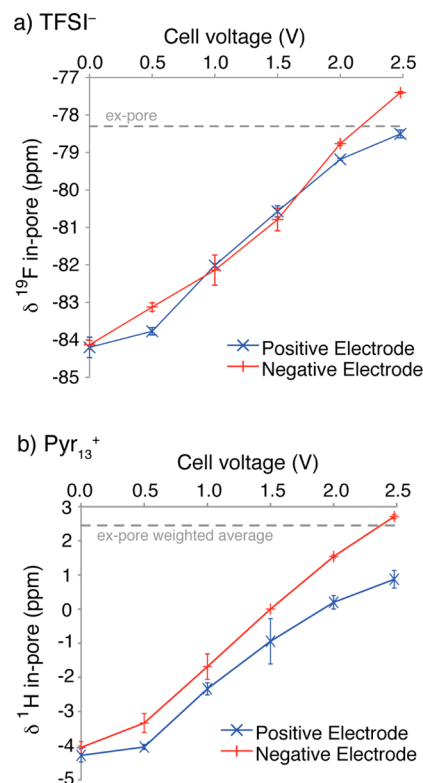 a) TFSI⁻
Cell voltage (V)
0.0 0.5 1.0 1.5 2.0 2.5
-77
-78
-79
-80
-81
-82
-83
-84
-85
ex-pore
δ ¹⁹F in-pore (ppm)
Positive Electrode
Negative Electrode
b) Pyr₁₃⁺
Cell voltage (V)
0.0 0.5 1.0 1.5 2.0 2.5
3
2
1
0
-1
-2
-3
-4
-5
ex-pore weighted average
δ ¹H in-pore (ppm)
Positive Electrode
Negative Electrode